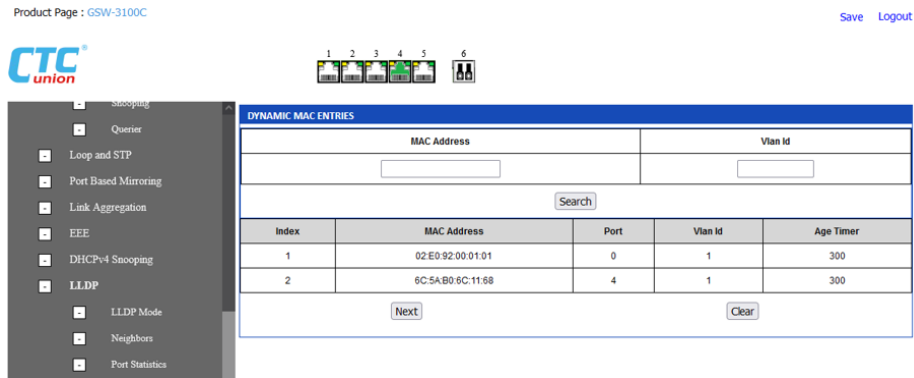 Product Page : GSW-3100C
Save Logout
CTC®
union
1 2 3 4 5 6
Snooping
Querier
Loop and STP
Port Based Mirroring
Link Aggregation
EEE
DHCPv4 Snooping
LLDP
LLDP Mode
Neighbors
Port Statistics
DYNAMIC MAC ENTRIES
MAC Address Vlan Id
Search
Index MAC Address Port Vlan Id Age Timer
1 02:E0:92:00:01:01 0 1 300
2 6C:5A:B0:6C:11:68 4 1 300
Next Clear